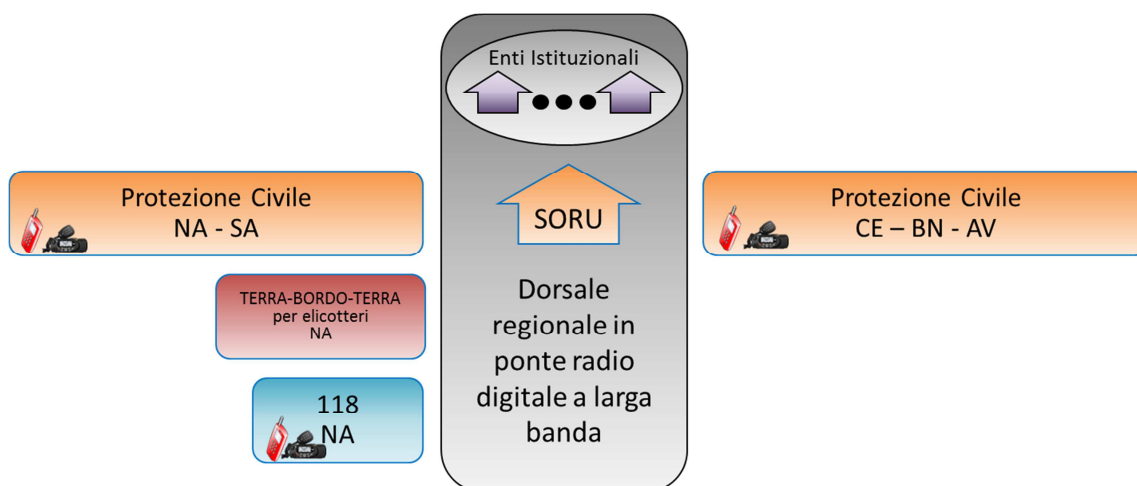 Enti Istituzionali
Protezione Civile
NA - SA
SORU
Protezione Civile
CE – BN - AV
TERRA-BORDO-TERRA
per elicotteri
NA
Dorsale
regionale in
ponte radio
digitale a larga
banda
118
NA